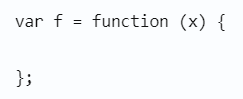 var f = function (x) {
};